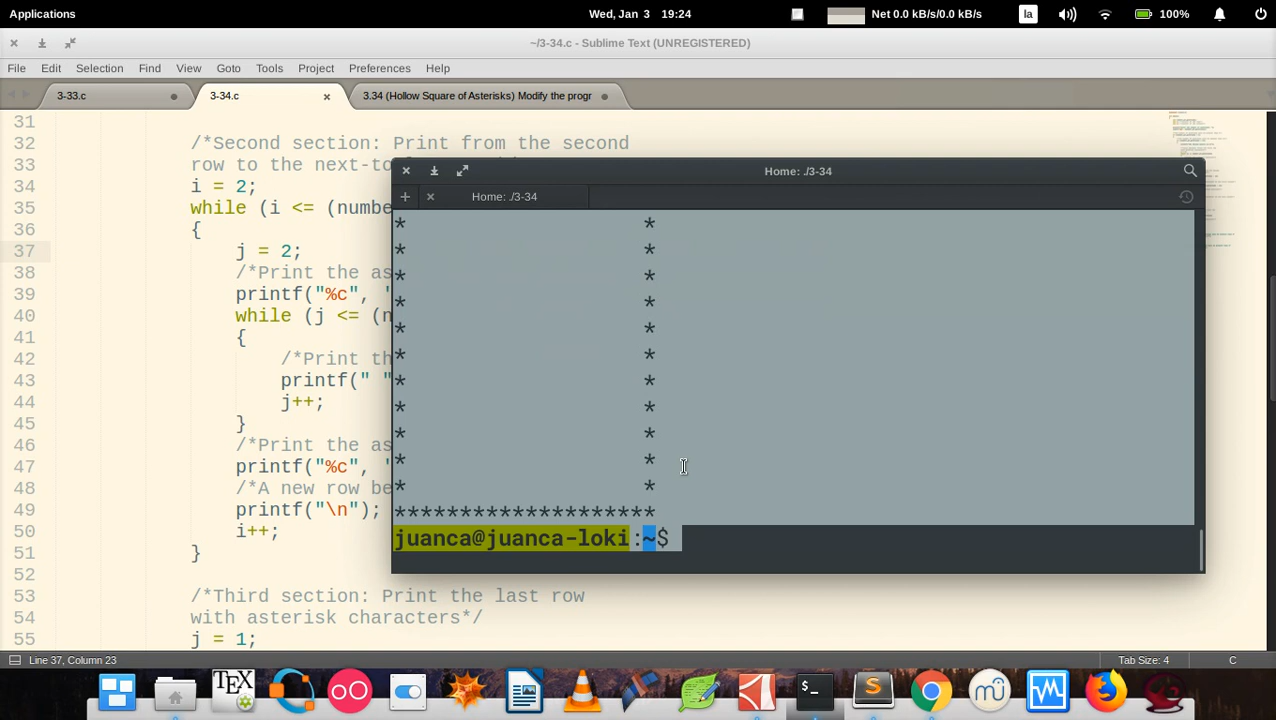 Applications
Wed, Jan 3 19:24
Net 0.0 kB/s/0.0 kB/s
la
100%
~/3-34.c - Sublime Text (UNREGISTERED)
File Edit Selection Find View Goto Tools Project Preferences Help
3-33.c
3-34.c
3.34 (Hollow Square of Asterisks) Modify the progr
31
32 /*Second section: Print from the second
33 row to the next-to
34 i = 2;
35 while (i <= (numbe
36 {
37 j = 2;
38 /*Print the as
39 printf("%c", '
40 while (j <= (n
41 {
42 /*Print th
43 printf(" "
44 j++;
45 }
46 /*Print the as
47 printf("%c", '
48 /*A new row be
49 printf("\n");
50 i++;
51 }
52
53 /*Third section: Print the last row
54 with asterisk characters*/
55 j = 1;
Home: ./3-34
Home: ./3-34
* *
* *
* *
* *
* *
* *
* *
* *
* *
* *
* *
********************
juanca@juanca-loki:~$
Line 37, Column 23
Tab Size: 4
C
TEX